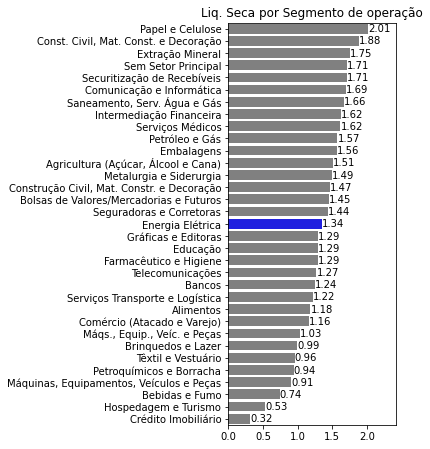 Liq. Seca por Segmento de operação
Papel e Celulose 2.01
Const. Civil, Mat. Const. e Decoração 1.88
Extração Mineral 1.75
Sem Setor Principal 1.71
Securitização de Recebíveis 1.71
Comunicação e Informática 1.69
Saneamento, Serv. Água e Gás 1.66
Intermediação Financeira 1.62
Serviços Médicos 1.62
Petróleo e Gás 1.57
Embalagens 1.56
Agricultura (Açúcar, Álcool e Cana) 1.51
Metalurgia e Siderurgia 1.49
Construção Civil, Mat. Constr. e Decoração 1.47
Bolsas de Valores/Mercadorias e Futuros 1.45
Seguradoras e Corretoras 1.44
Energia Elétrica 1.34
Gráficas e Editoras 1.29
Educação 1.29
Farmacêutico e Higiene 1.29
Telecomunicações 1.27
Bancos 1.24
Serviços Transporte e Logística 1.22
Alimentos 1.18
Comércio (Atacado e Varejo) 1.16
Máqs., Equip., Veíc. e Peças 1.03
Brinquedos e Lazer 0.99
Têxtil e Vestuário 0.96
Petroquímicos e Borracha 0.94
Máquinas, Equipamentos, Veículos e Peças 0.91
Bebidas e Fumo 0.74
Hospedagem e Turismo 0.53
Crédito Imobiliário 0.32
0.0 0.5 1.0 1.5 2.0